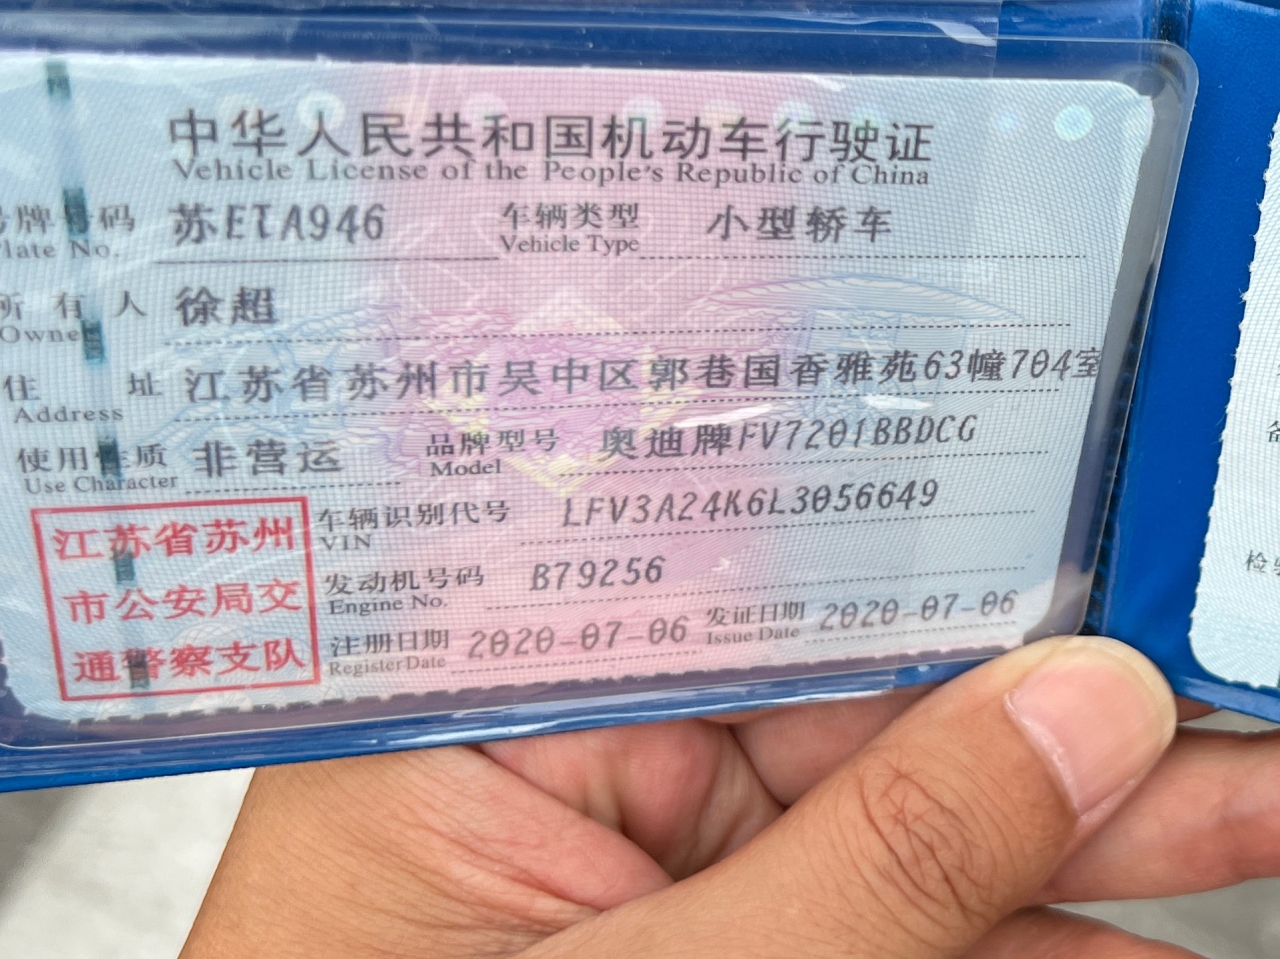 中华人民共和国机动车行驶证
Vehicle License of the People's Republic of China
号牌号码 苏ETA946 车辆类型 小型轿车
Plate No. Vehicle Type
所有人 徐超
Owner
住址 江苏省苏州市吴中区郭巷国香雅苑63幢704室
Address
使用性质 非营运 品牌型号 奥迪牌FV7201BBDCG
Use Character Model
江苏省苏州
市公安局交
通警察支队
车辆识别代号 LFV3A24K6L3056649
VIN
发动机号码 B79256
Engine No.
注册日期 2020-07-06 发证日期 2020-07-06
Register Date Issue Date
检